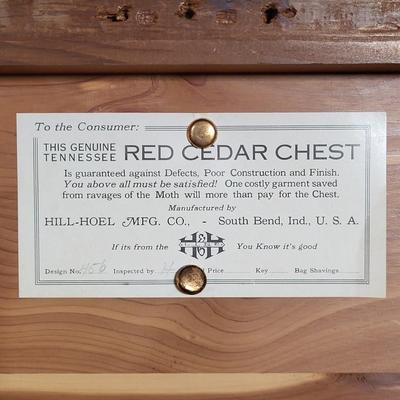 To the Consumer:
THIS GENUINE TENNESSEE RED CEDAR CHEST
Is guaranteed against Defects, Poor Construction and Finish.
You above all must be satisfied! One costly garment saved
from ravages of the Moth will more than pay for the Chest.
Manufactured by
HILL-HOEL MFG. CO., - South Bend, Ind., U. S. A.
If its from the H&H You Know it's good
Design No. 456 Inspected by Price Key Bag Shavings